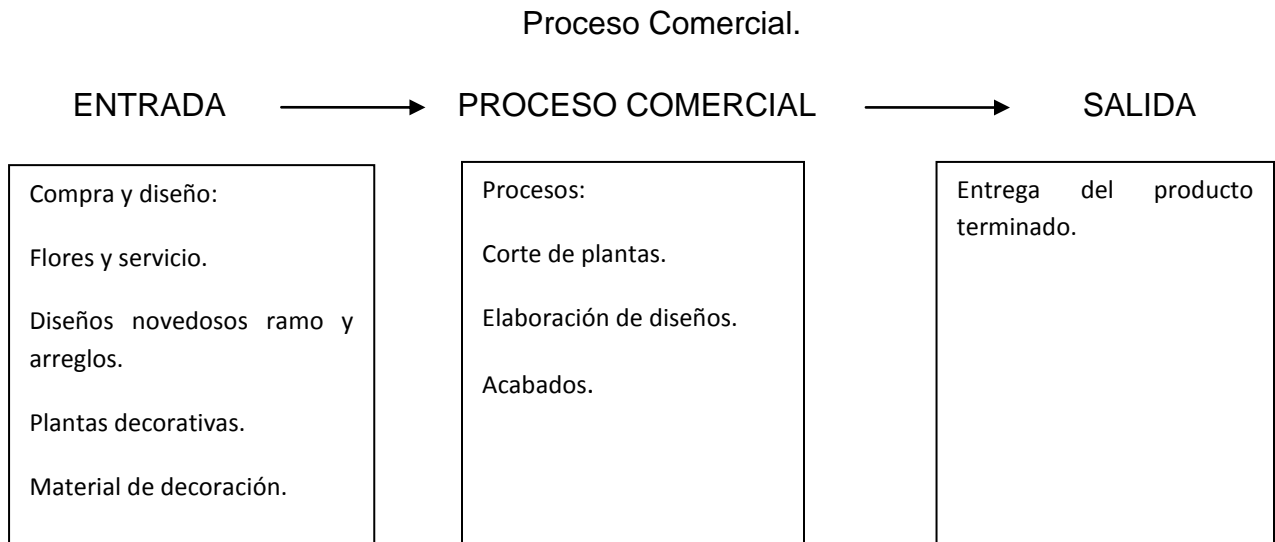 Proceso Comercial.
ENTRADA
PROCESO COMERCIAL
SALIDA
Compra y diseño:
Flores y servicio.
Diseños novedosos ramo y
arreglos.
Plantas decorativas.
Material de decoración.
Procesos:
Corte de plantas.
Elaboración de diseños.
Acabados.
Entrega del producto
terminado.